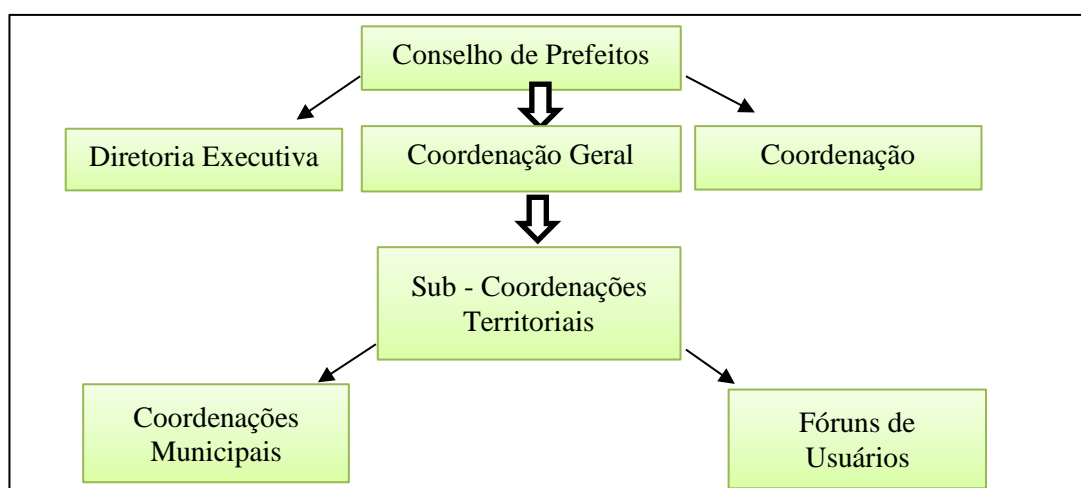 Conselho de Prefeitos
Diretoria Executiva
Coordenação Geral
Coordenação
Sub - Coordenações
Territoriais
Coordenações
Municipais
Fóruns de
Usuários